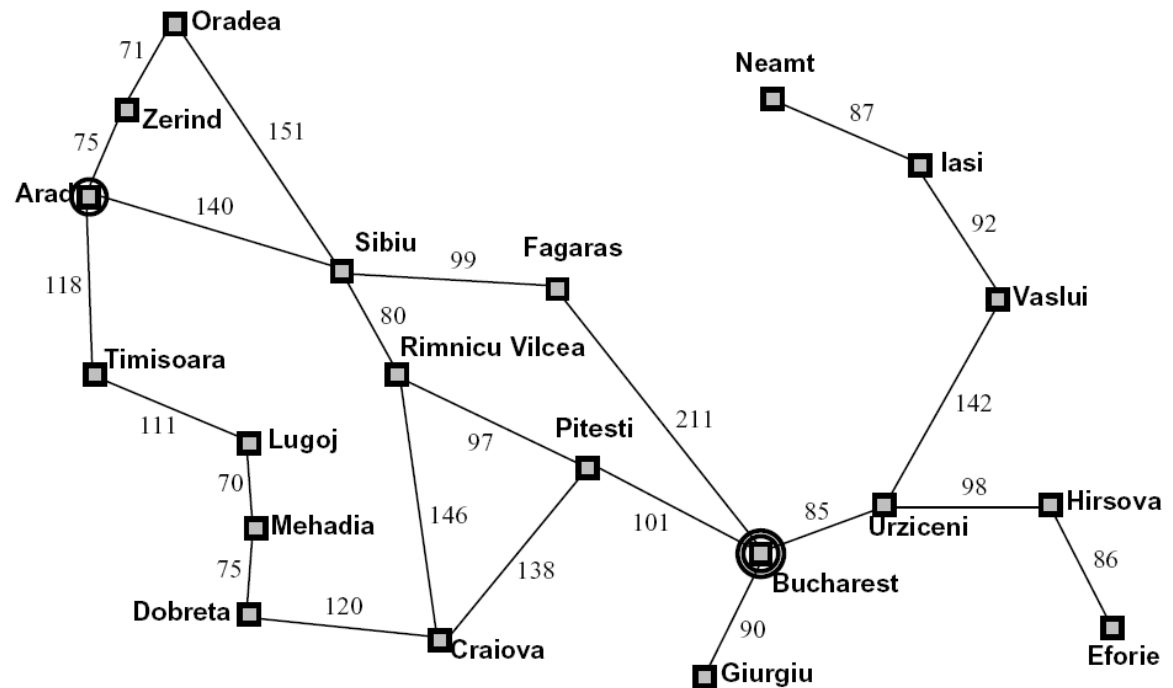 Oradea
71
Neamt
Zerind
87
75
151
Iasi
Arad
140
92
Sibiu
Fagaras
99
118
Vaslui
80
Timisoara
Rimnicu Vilcea
142
111
211
Pitesti
Lugoj
97
70
98
Hirsova
146
101
85
Mehadia
Urziceni
86
75
138
Bucharest
Dobreta
120
90
Craiova
Eforie
Giurgiu